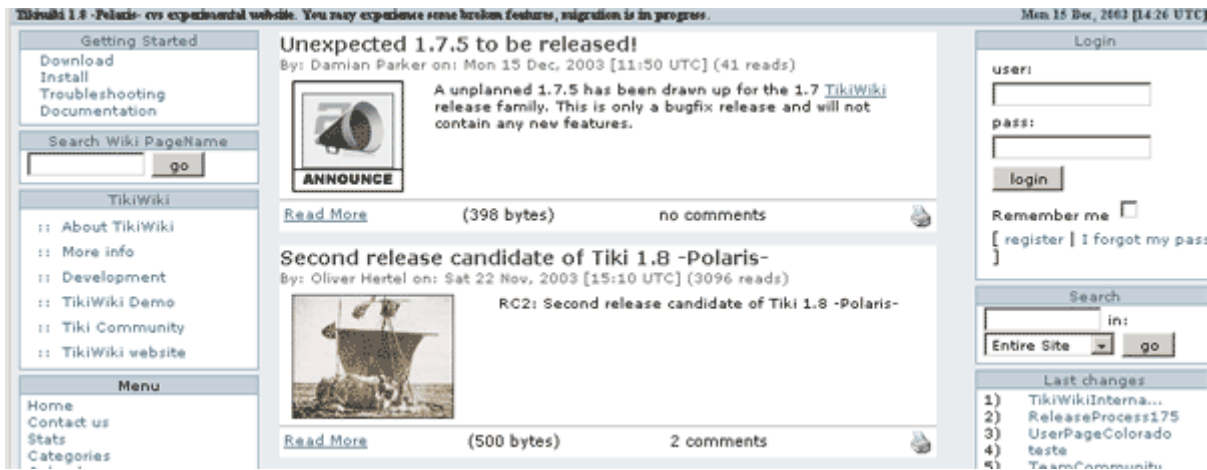 Tikiwiki 1.8 -Polaris- cvs experimental website. You may experience some broken features, migration is in progress.
Mon 15 Dec, 2003 [14:26 UTC]
Getting Started
Download
Install
Troubleshooting
Documentation
Search Wiki PageName
go
TikiWiki
:: About TikiWiki
:: More info
:: Development
:: TikiWiki Demo
:: Tiki Community
:: TikiWiki website
Menu
Home
Contact us
Stats
Categories
Unexpected 1.7.5 to be released!
By: Damian Parker on: Mon 15 Dec, 2003 [11:50 UTC] (41 reads)
A unplanned 1.7.5 has been drawn up for the 1.7 TikiWiki
release family. This is only a bugfix release and will not
contain any new features.
ANNOUNCE
Read More (398 bytes) no comments
Second release candidate of Tiki 1.8 -Polaris-
By: Oliver Hertel on: Sat 22 Nov, 2003 [15:10 UTC] (3096 reads)
RC2: Second release candidate of Tiki 1.8 -Polaris-
Read More (500 bytes) 2 comments
Login
user:
pass:
login
Remember me
[ register | I forgot my pass
]
Search
in:
Entire Site go
Last changes
1) TikiWikiInterna...
2) ReleaseProcess175
3) UserPageColorado
4) teste
5) TeamCommunity